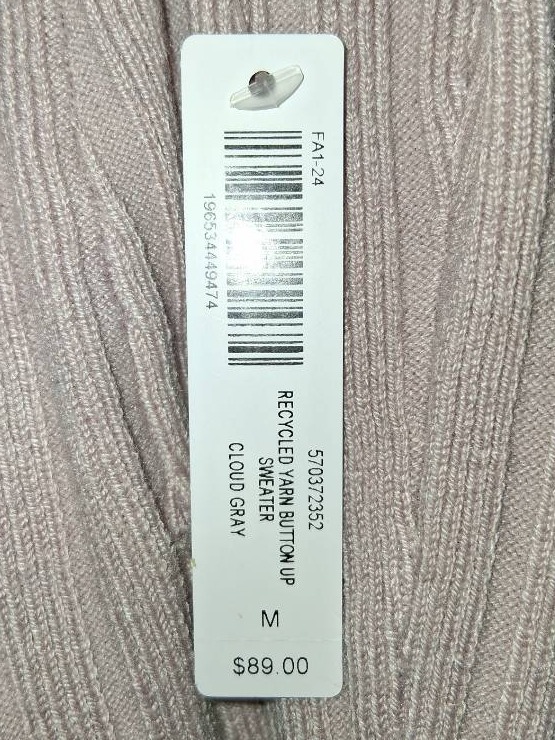 FA1-24
196534449474
570372352
RECYCLED YARN BUTTON UP
SWEATER
CLOUD GRAY
M
$89.00